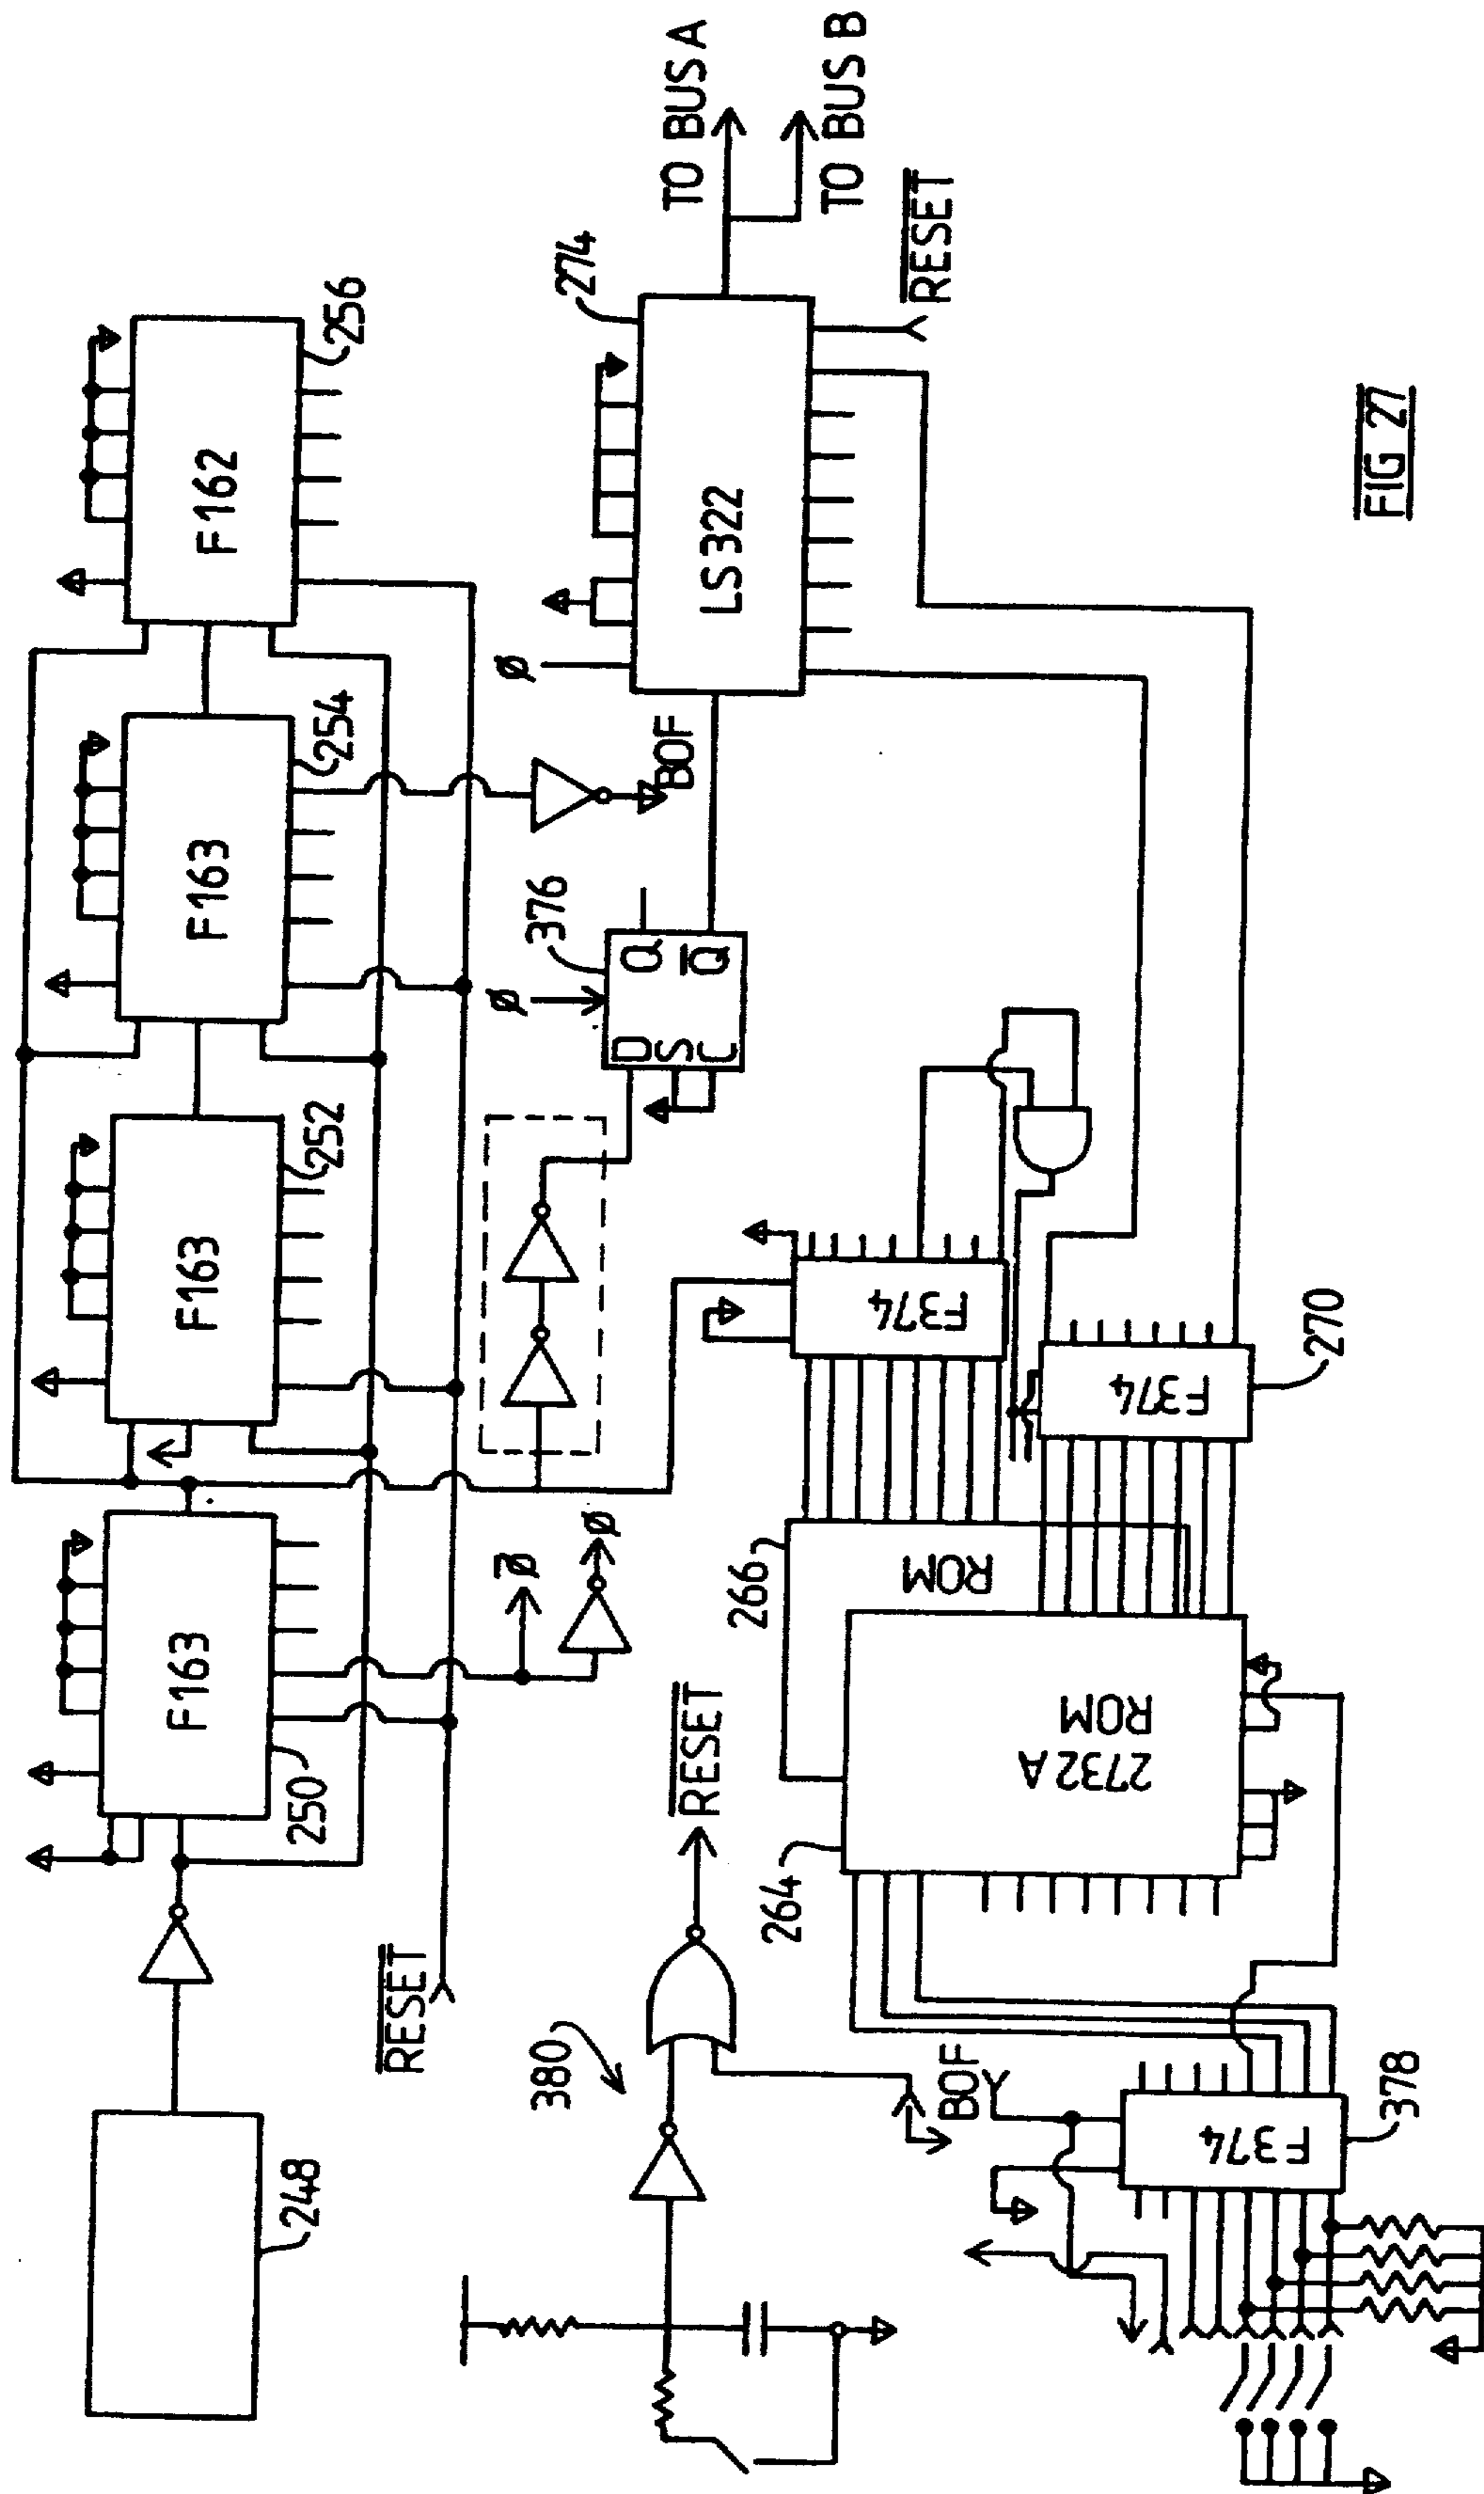 248
F163
250
F163
252
F163
254
F162
256
RESET
Ø
Ø
BOF
376
Ø
D
S
C
Q
Q
Ø
LS322
274
TO BUS A
TO BUS B
RESET
380
RESET
BOF
264
2732A
ROM
266
ROM
F374
F374
270
F374
378
FIG 27